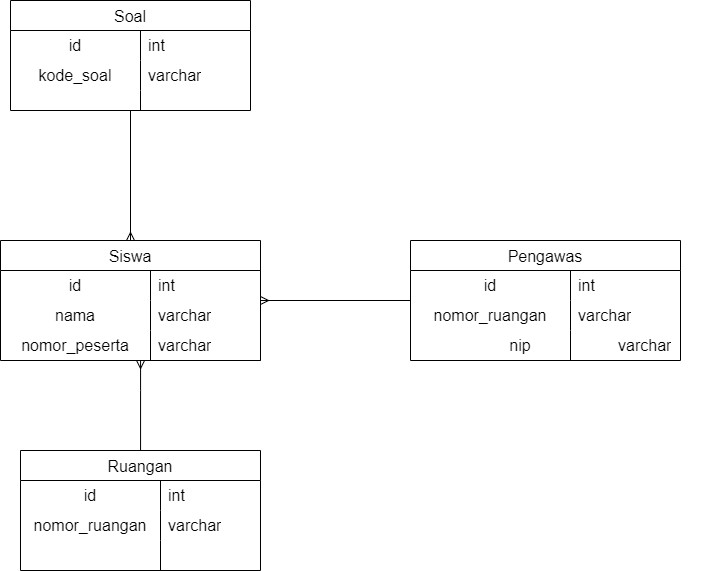 Soal
id int
kode_soal varchar
Siswa
id int
nama varchar
nomor_peserta varchar
Pengawas
id int
nomor_ruangan varchar
nip varchar
Ruangan
id int
nomor_ruangan varchar